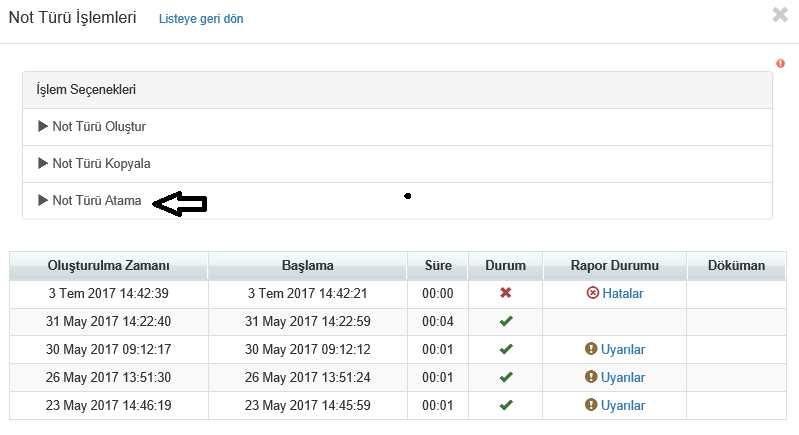 Not Türü İşlemleri Listeye geri dön
İşlem Seçenekleri
Not Türü Oluştur
Not Türü Kopyala
Not Türü Atama
Oluşturulma Zamanı Başlama Süre Durum Rapor Durumu Döküman
3 Tem 2017 14:42:39 3 Tem 2017 14:42:21 00:00 Hatalar
31 May 2017 14:22:40 31 May 2017 14:22:59 00:04
30 May 2017 09:12:17 30 May 2017 09:12:12 00:01 Uyarılar
26 May 2017 13:51:30 26 May 2017 13:51:24 00:01 Uyarılar
23 May 2017 14:46:19 23 May 2017 14:45:59 00:01 Uyarılar